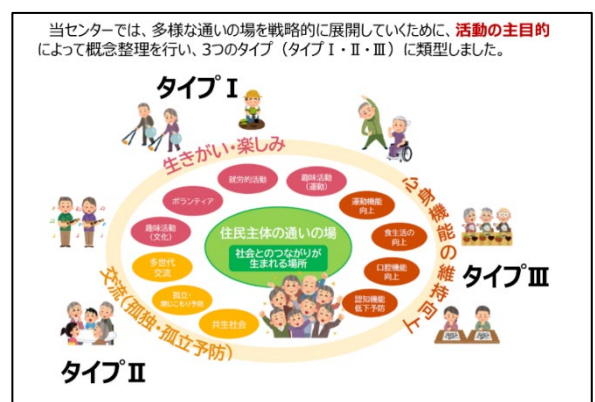 当センターでは、多様な通いの場を戦略的に展開していくために、活動の主目的
によって概念整理を行い、3つのタイプ（タイプⅠ・Ⅱ・Ⅲ）に類型しました。
タイプⅠ
生きがい・楽しみ
就労的活動
趣味活動
（運動）
ボランティア
運動機能
向上
趣味活動
（文化）
住民主体の通いの場
社会とのつながりが
生まれる場所
食生活の
向上
心身機能の維持向上
多世代
交流
口腔機能
向上
タイプⅢ
孤立・
閉じこもり予防
認知機能
低下予防
共生社会
交流（孤独・孤立予防）
タイプⅡ